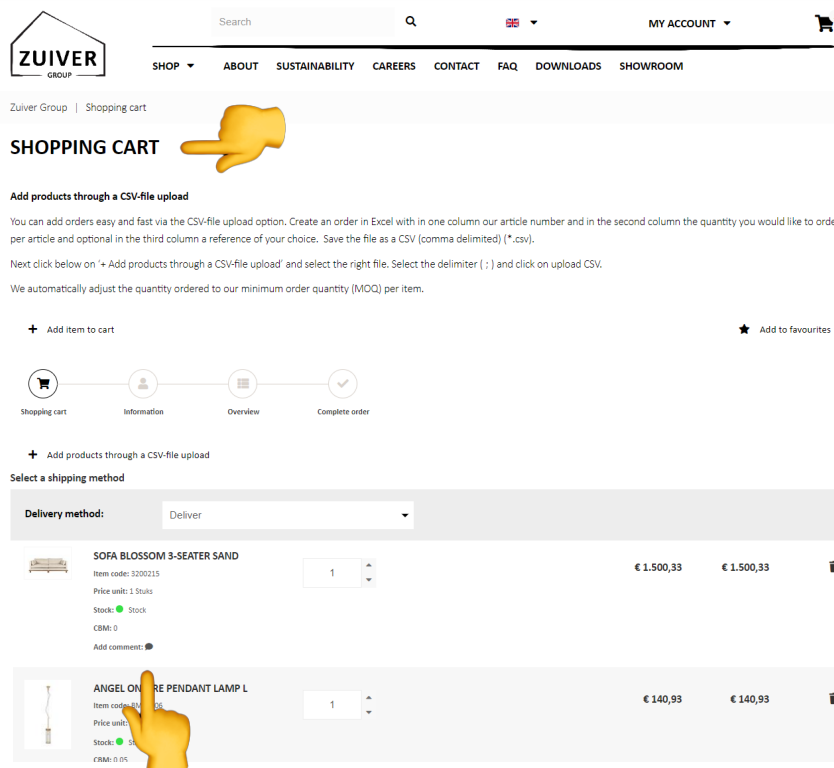 Search
MY ACCOUNT
ZUIVER
GROUP
SHOP ABOUT SUSTAINABILITY CAREERS CONTACT FAQ DOWNLOADS SHOWROOM
Zuiver Group | Shopping cart
SHOPPING CART
Add products through a CSV-file upload
You can add orders easy and fast via the CSV-file upload option. Create an order in Excel with in one column our article number and in the second column the quantity you would like to
per article and optional in the third column a reference of your choice. Save the file as a CSV (comma delimited) (*.csv).
Next click below on '+ Add products through a CSV-file upload' and select the right file. Select the delimiter ( ; ) and click on upload CSV.
We automatically adjust the quantity ordered to our minimum order quantity (MOQ) per item.
+ Add item to cart
Add to favourites
Shopping cart Information Overview Complete order
+ Add products through a CSV-file upload
Select a shipping method
Delivery method: Deliver
SOFA BLOSSOM 3-SEATER SAND
Item code: 3200215
1 € 1.500,33 € 1.500,33
Price unit: 1 Stuks
Stock: Stock
CBM: 0
Add comment:
ANGEL PENDANT LAMP L
Item code:
1 € 140,93 € 140,93
Price unit:
Stock:
CBM: 0.05